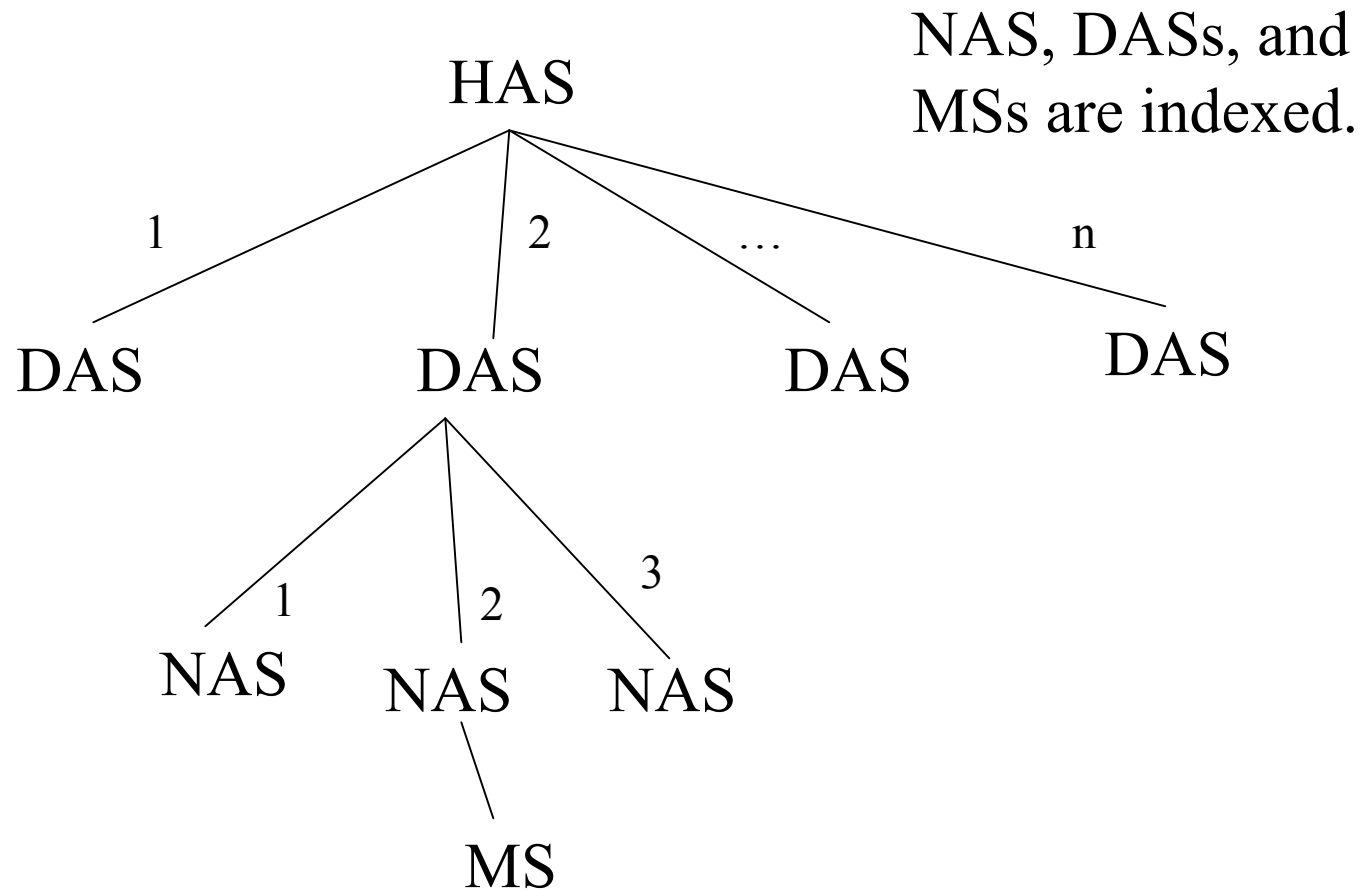 NAS, DASs, and
MSs are indexed.
HAS
1
2
...
n
DAS
DAS
DAS
DAS
1
2
3
NAS
NAS
NAS
MS